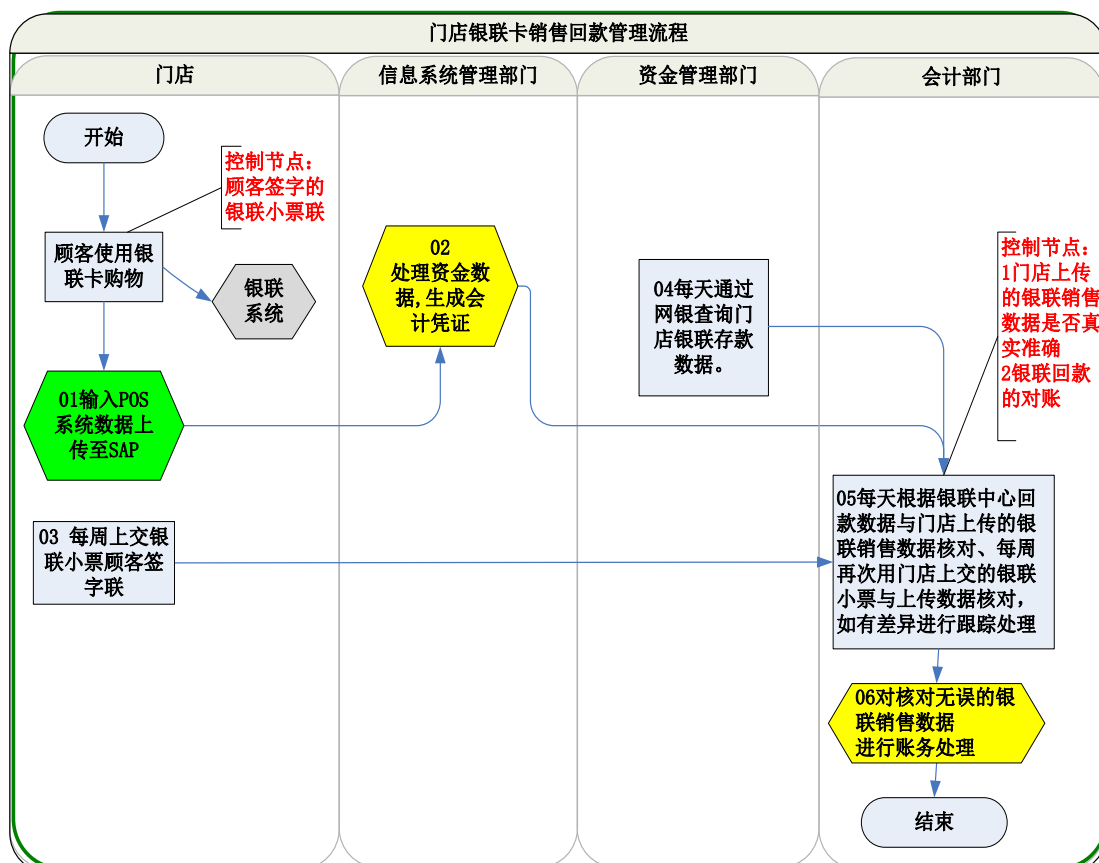 门店银联卡销售回款管理流程
门店
信息系统管理部门
资金管理部门
会计部门
开始
控制节点:
顾客签字的
银联小票联
顾客使用银
联卡购物
银联
系统
01输入POS
系统数据上
传至SAP
03 每周上交银
联小票顾客签
字联
02
处理资金数
据,生成会
计凭证
04每天通过
网银查询门
店银联存款
数据。
控制节点:
1门店上传
的银联销售
数据是否真
实准确
2银联回款
的对账
05每天根据银联中心回
款数据与门店上传的银
联销售数据核对、每周
再次用门店上交的银联
小票与上传数据核对，
如有差异进行跟踪处理
06对核对无误的银
联销售数据
进行账务处理
结束